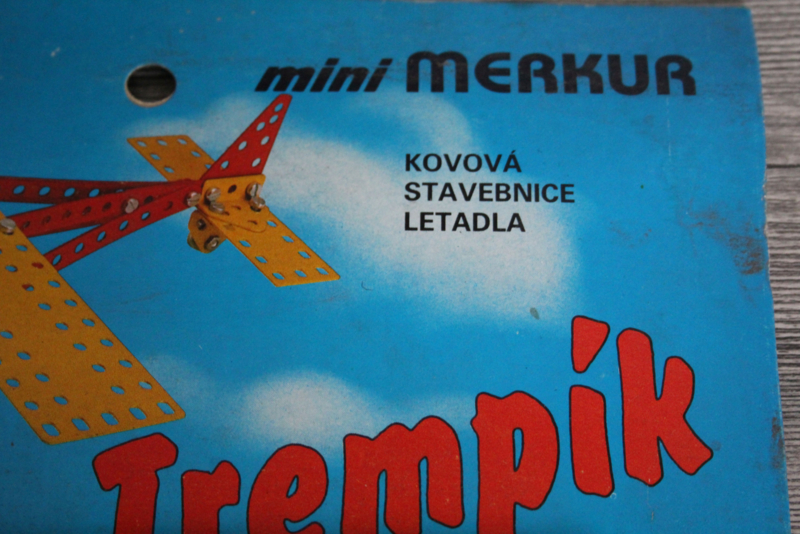 mini MERKUR
KOVOVÁ
STAVEBNICE
LETADLA
Trempík